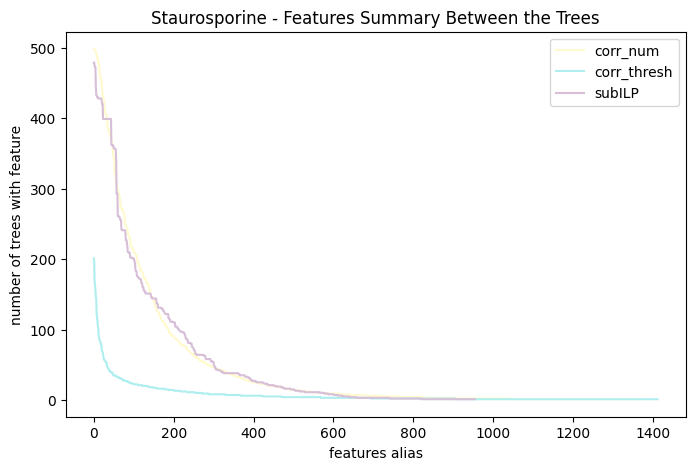 Staurosporine - Features Summary Between the Trees
500
400
300
200
100
0
number of trees with feature
corr_num
corr_thresh
subILP
0 200 400 600 800 1000 1200 1400
features alias